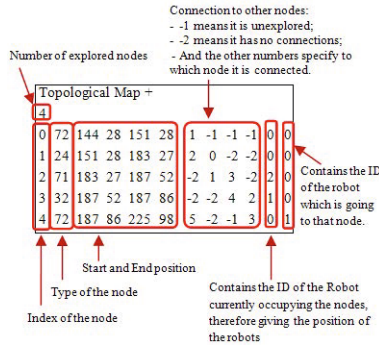 Connection to other nodes:
- -1 means it is unexplored;
- -2 means it has no connections;
- And the other numbers specify to
which node it is connected.
Number of explored nodes
Topological Map +
4
0 72 144 28 151 28 1 -1 -1 -1 0 0
1 24 151 28 183 27 2 0 -2 -2 0 0
2 71 183 27 187 52 -2 1 3 -2 2 0
3 32 187 52 187 86 -2 -2 4 2 1 0
4 72 187 86 225 98 5 -2 -1 3 0 1
Contains the ID
of the robot
which is going
to that node.
Start and End position
Type of the node
Index of the node
Contains the ID of the Robot
currently occupying the nodes,
therefore giving the position of
the robots